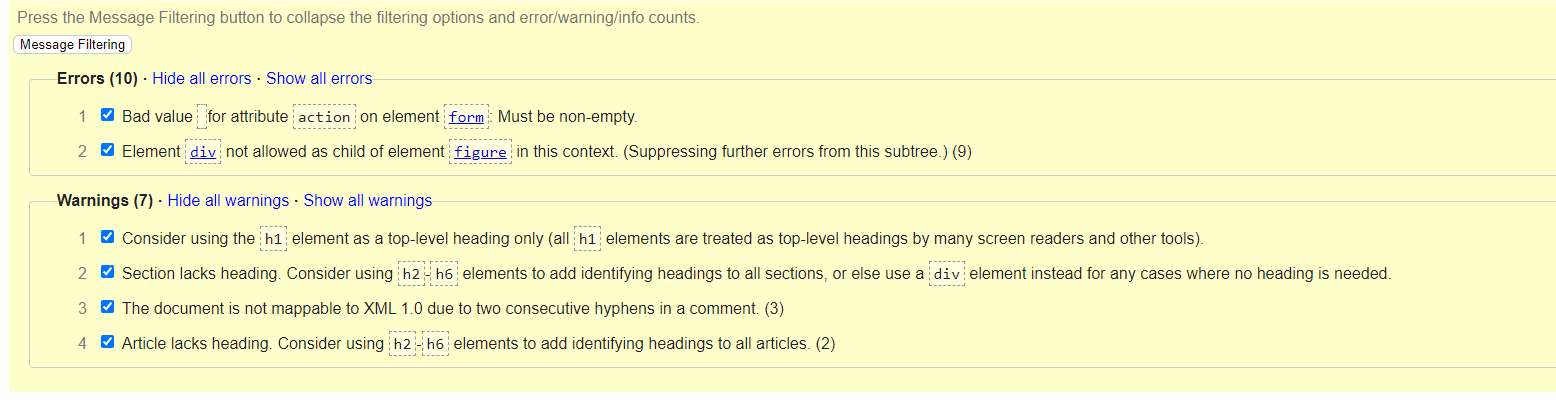 Press the Message Filtering button to collapse the filtering options and error/warning/info counts.
Message Filtering
Errors (10) · Hide all errors · Show all errors
1 Bad value  for attribute action on element form: Must be non-empty.
2 Element div not allowed as child of element figure in this context. (Suppressing further errors from this subtree.) (9)
Warnings (7) · Hide all warnings · Show all warnings
1 Consider using the h1 element as a top-level heading only (all h1 elements are treated as top-level headings by many screen readers and other tools).
2 Section lacks heading. Consider using h2-h6 elements to add identifying headings to all sections, or else use a div element instead for any cases where no heading is needed.
3 The document is not mappable to XML 1.0 due to two consecutive hyphens in a comment. (3)
4 Article lacks heading. Consider using h2-h6 elements to add identifying headings to all articles. (2)